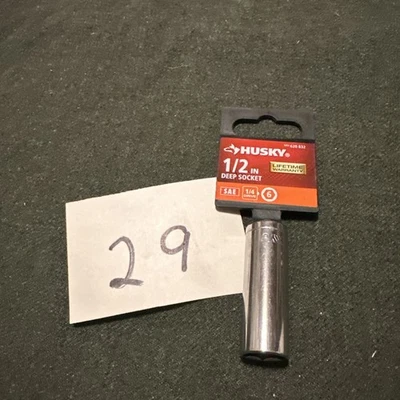 HUSKY®
1/2 IN
DEEP SOCKET
LIFETIME
WARRANTY
SAE
1/4
6
29